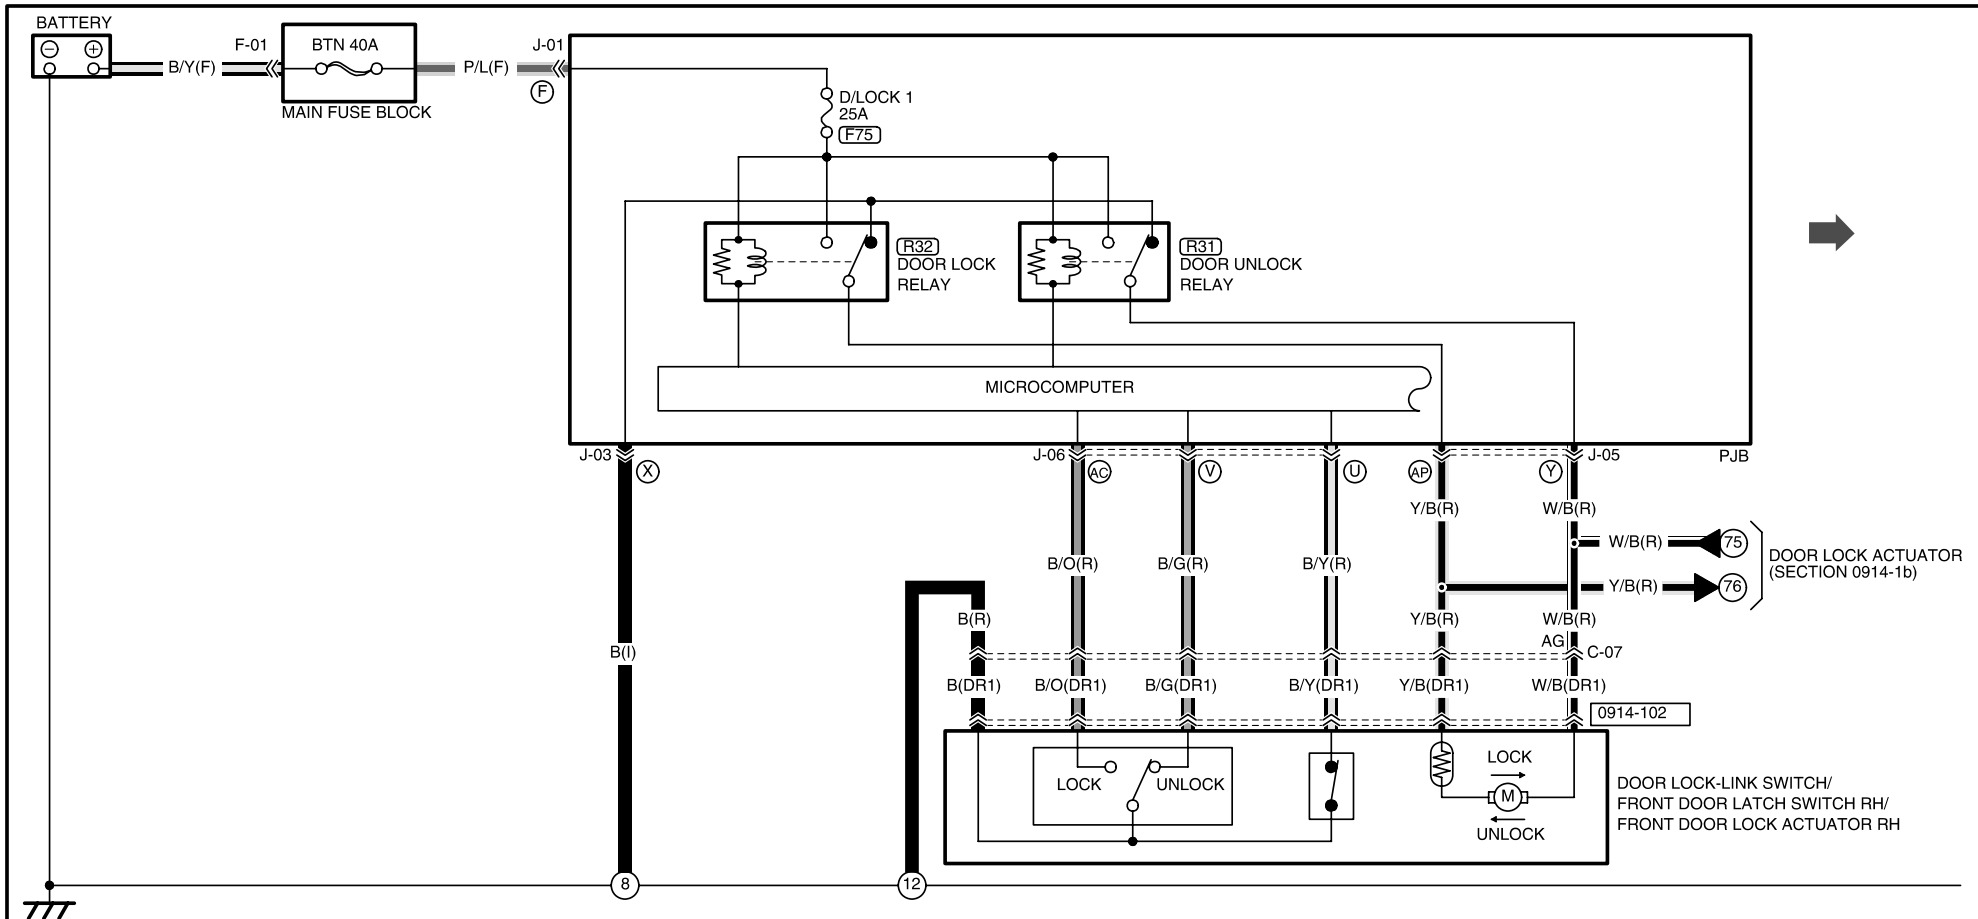 BATTERY
F-01
BTN 40A
J-01
B/Y(F)
P/L(F)
F
MAIN FUSE BLOCK
D/LOCK 1
25A
F75
R32
DOOR LOCK
RELAY
R31
DOOR UNLOCK
RELAY
MICROCOMPUTER
J-03
X
J-06
AC
V
U
AP
Y
J-05
PJB
Y/B(R)
W/B(R)
W/B(R)
75
DOOR LOCK ACTUATOR
(SECTION 0914-1b)
B/O(R)
B/G(R)
B/Y(R)
Y/B(R)
76
B(R)
Y/B(R)
W/B(R)
AG
C-07
B(I)
B(DR1)
B/O(DR1)
B/G(DR1)
B/Y(DR1)
Y/B(DR1)
W/B(DR1)
0914-102
LOCK
UNLOCK
LOCK
M
UNLOCK
DOOR LOCK-LINK SWITCH/
FRONT DOOR LATCH SWITCH RH/
FRONT DOOR LOCK ACTUATOR RH
8
12